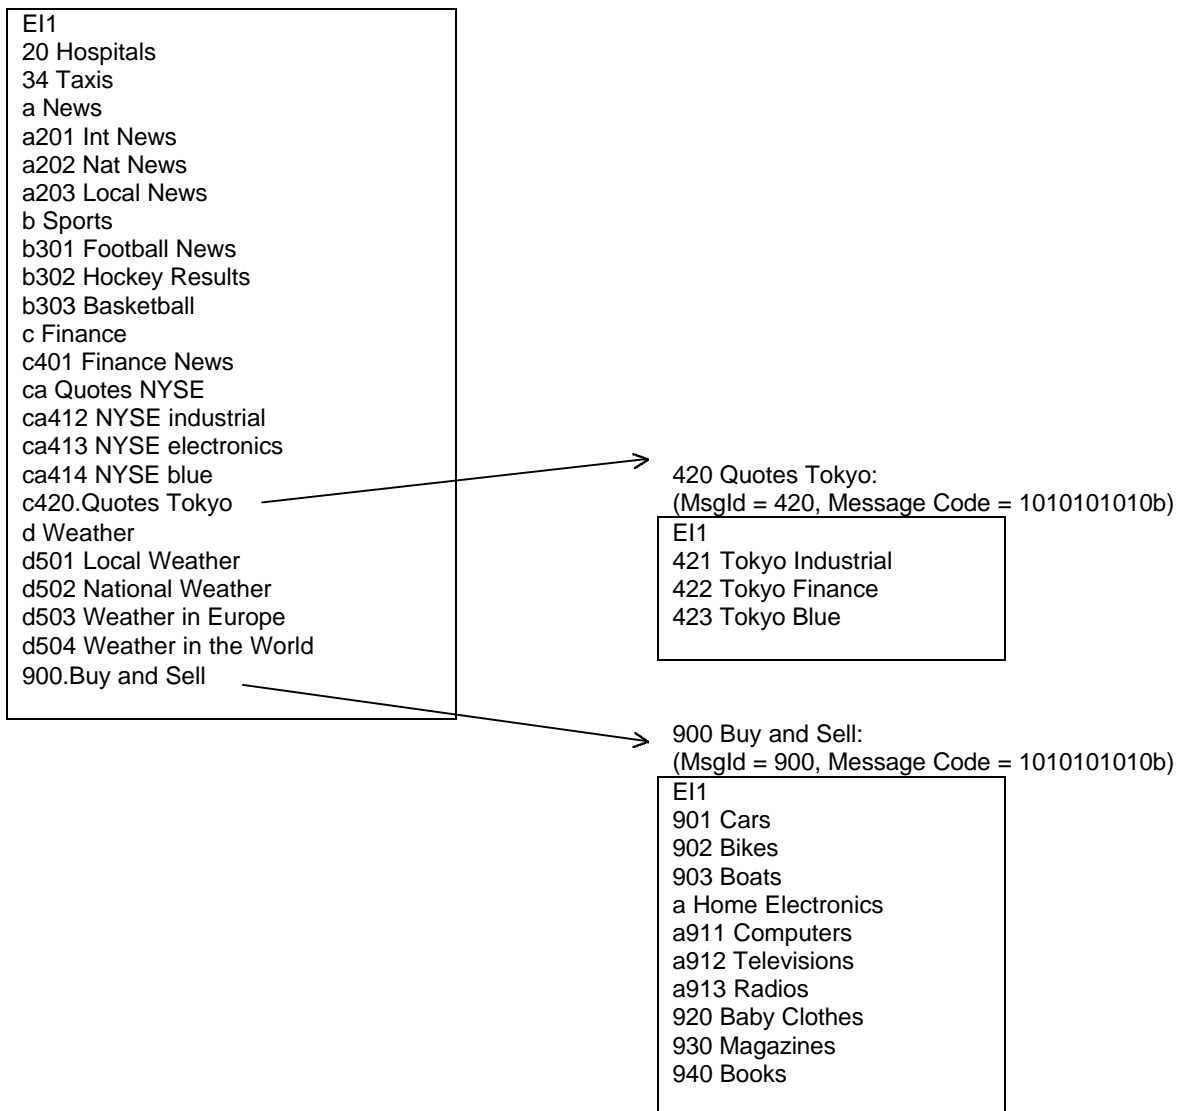 EI1
20 Hospitals
34 Taxis
a News
a201 Int News
a202 Nat News
a203 Local News
b Sports
b301 Football News
b302 Hockey Results
b303 Basketball
c Finance
c401 Finance News
ca Quotes NYSE
ca412 NYSE industrial
ca413 NYSE electronics
ca414 NYSE blue
c420.Quotes Tokyo
d Weather
d501 Local Weather
d502 National Weather
d503 Weather in Europe
d504 Weather in the World
900.Buy and Sell
420 Quotes Tokyo:
(MsgId = 420, Message Code = 1010101010b)
EI1
421 Tokyo Industrial
422 Tokyo Finance
423 Tokyo Blue
900 Buy and Sell:
(MsgId = 900, Message Code = 1010101010b)
EI1
901 Cars
902 Bikes
903 Boats
a Home Electronics
a911 Computers
a912 Televisions
a913 Radios
920 Baby Clothes
930 Magazines
940 Books